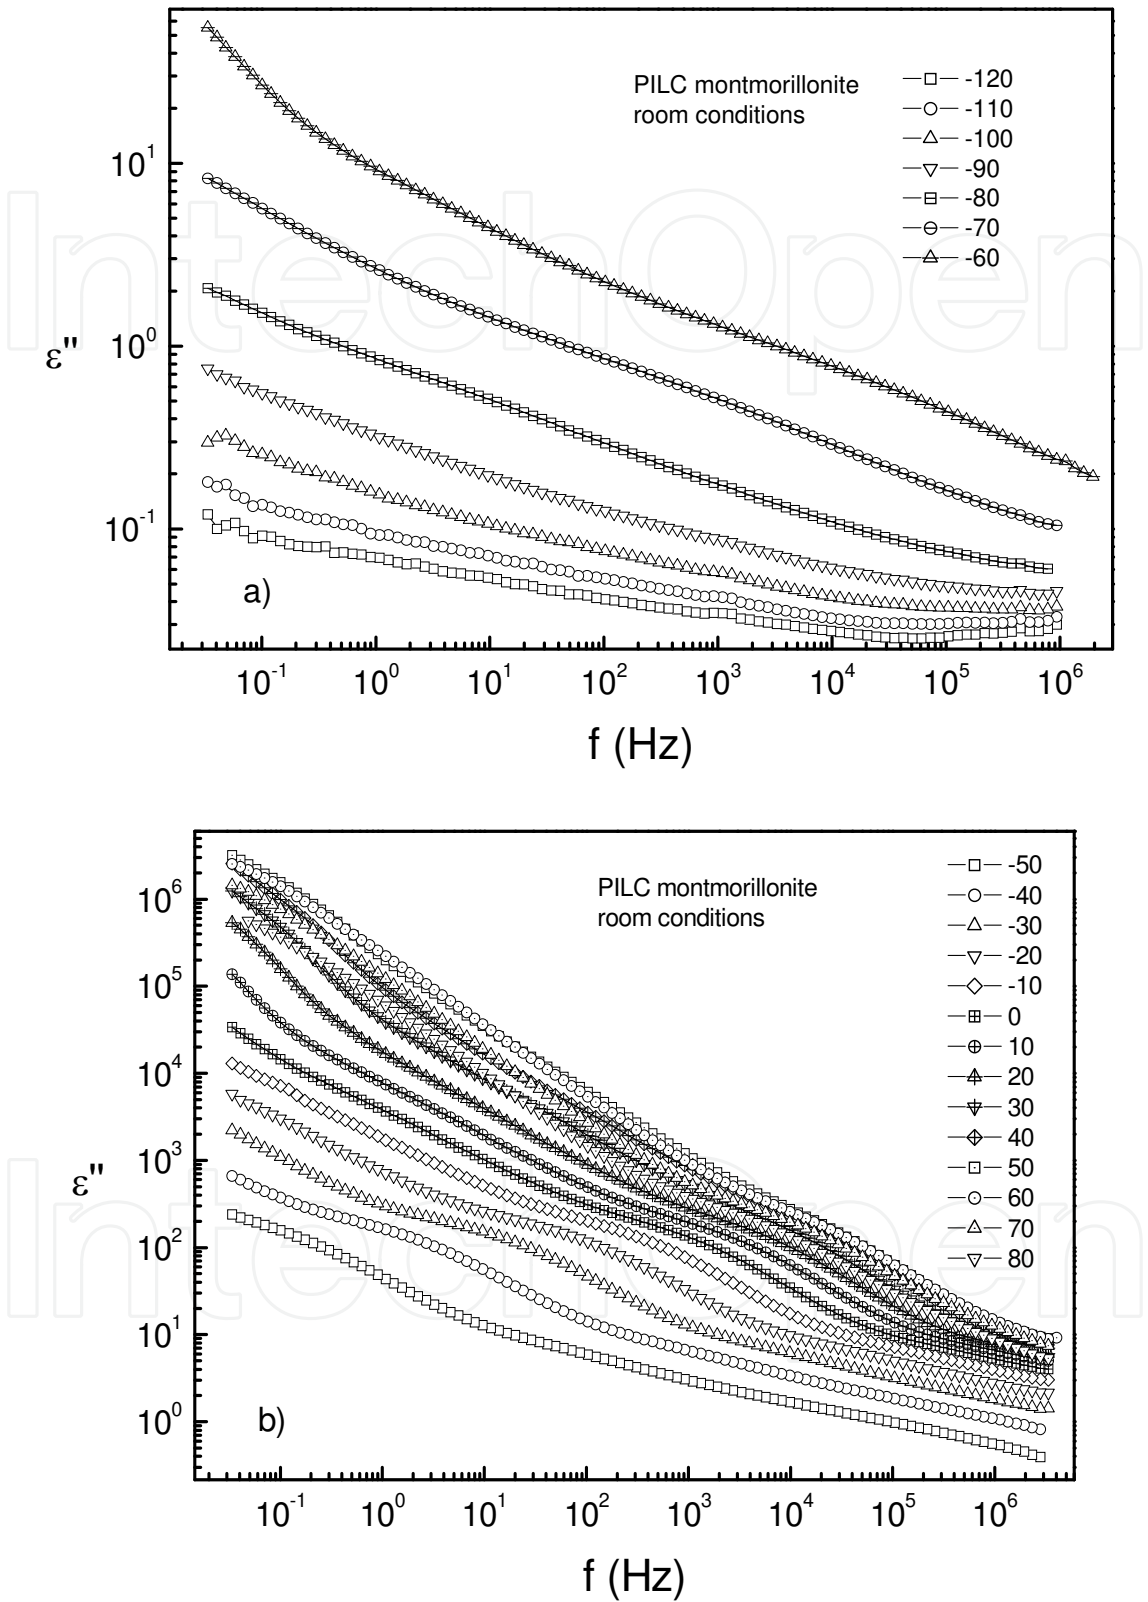 PILC montmorillonite
room conditions
-120
-110
-100
-90
-80
-70
-60
10^1
10^0
10^-1
ε"
a)
10^-1 10^0 10^1 10^2 10^3 10^4 10^5 10^6
f (Hz)
IntechOpen
PILC montmorillonite
room conditions
-50
-40
-30
-20
-10
0
10
20
30
40
50
60
70
80
10^6
10^5
10^4
10^3
10^2
10^1
10^0
ε"
b)
10^-1 10^0 10^1 10^2 10^3 10^4 10^5 10^6
f (Hz)
IntechOpen